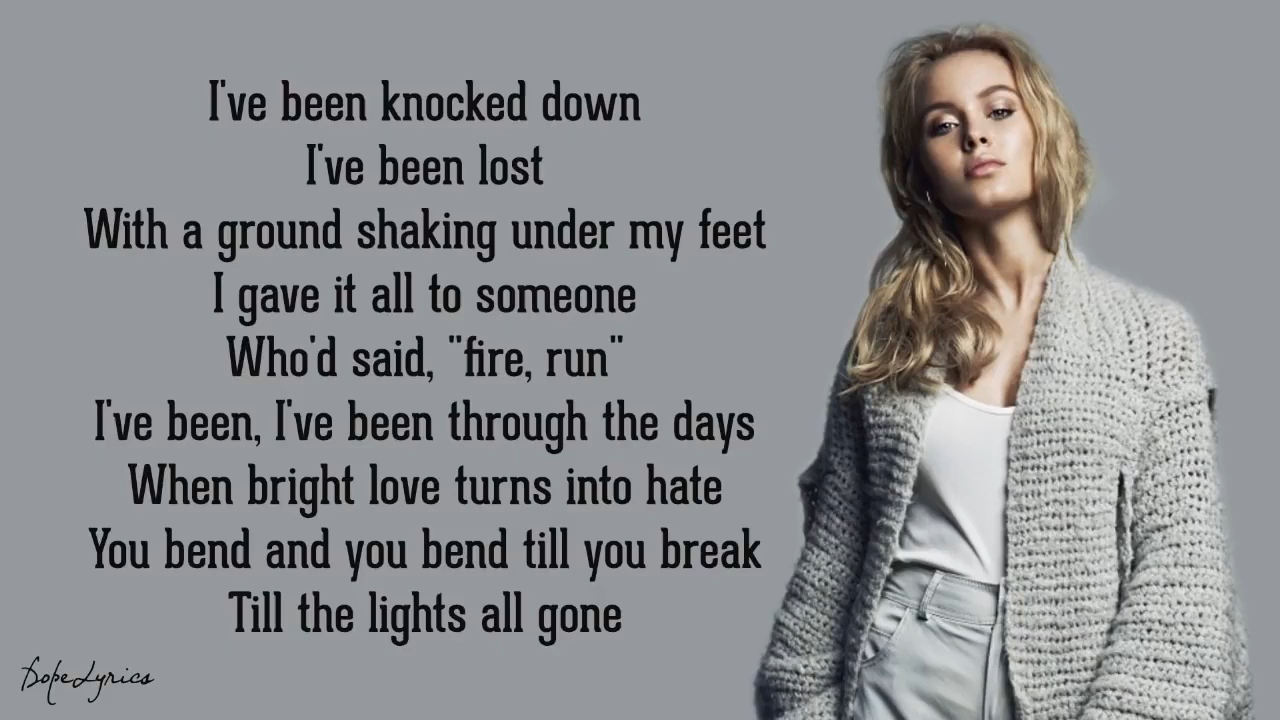 I've been knocked down
I've been lost
With a ground shaking under my feet
I gave it all to someone
Who'd said, "fire, run"
I've been, I've been through the days
When bright love turns into hate
You bend and you bend till you break
Till the lights all gone
DopeLyrics